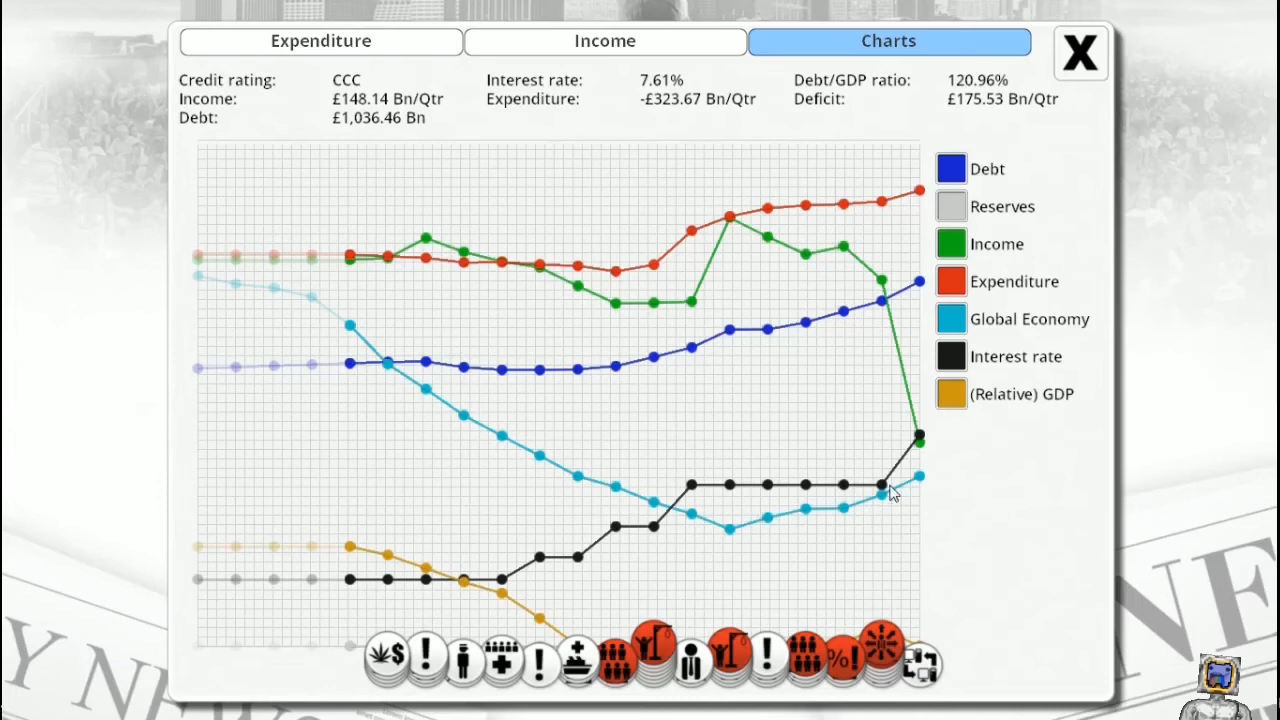 Expenditure Income Charts X
Credit rating: CCC Interest rate: 7.61% Debt/GDP ratio: 120.96%
Income: £148.14 Bn/Qtr Expenditure: -£323.67 Bn/Qtr Deficit: £175.53 Bn/Qtr
Debt: £1,036.46 Bn
Debt
Reserves
Income
Expenditure
Global Economy
Interest rate
(Relative) GDP